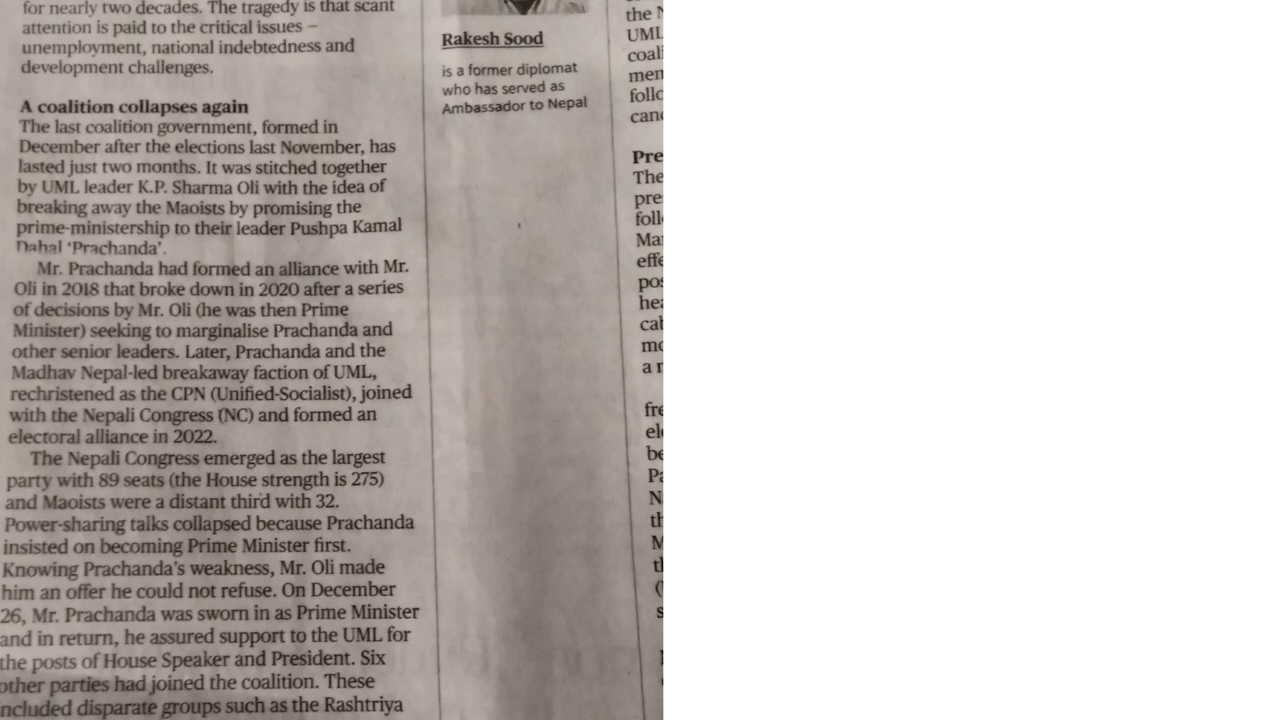 for nearly two decades. The tragedy is that scant
attention is paid to the critical issues –
unemployment, national indebtedness and
development challenges.
A coalition collapses again
The last coalition government, formed in
December after the elections last November, has
lasted just two months. It was stitched together
by UML leader K.P. Sharma Oli with the idea of
breaking away the Maoists by promising the
prime-ministership to their leader Pushpa Kamal
Dahal ‘Prachanda’.
Mr. Prachanda had formed an alliance with Mr.
Oli in 2018 that broke down in 2020 after a series
of decisions by Mr. Oli (he was then Prime
Minister) seeking to marginalise Prachanda and
other senior leaders. Later, Prachanda and the
Madhav Nepal-led breakaway faction of UML,
rechristened as the CPN (Unified-Socialist), joined
with the Nepali Congress (NC) and formed an
electoral alliance in 2022.
The Nepali Congress emerged as the largest
party with 89 seats (the House strength is 275)
and Maoists were a distant third with 32.
Power-sharing talks collapsed because Prachanda
insisted on becoming Prime Minister first.
Knowing Prachanda’s weakness, Mr. Oli made
him an offer he could not refuse. On December
26, Mr. Prachanda was sworn in as Prime Minister
and in return, he assured support to the UML for
the posts of House Speaker and President. Six
other parties had joined the coalition. These
included disparate groups such as the Rashtriya
Rakesh Sood
is a former diplomat
who has served as
Ambassador to Nepal
the
UML
The
a